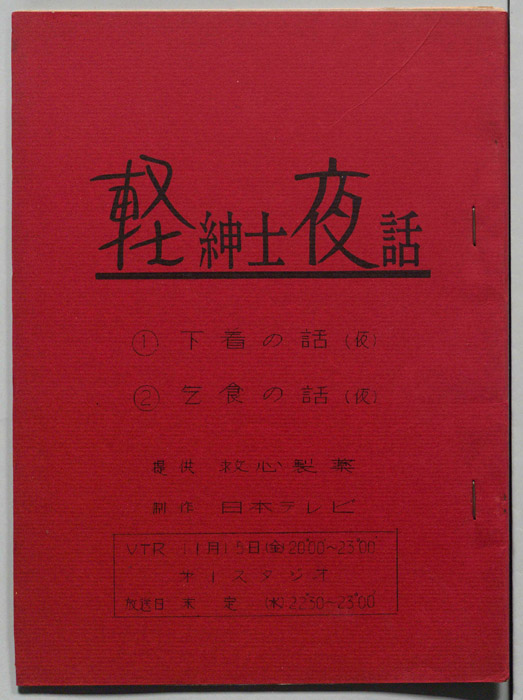 軽紳士夜話
① 下着の話(夜)
② 乞食の話(夜)
提供 救心製薬
制作 日本テレビ
VTR 11月15日(金)20:00〜23:00
第1スタジオ
放送日 未定 (水)22:30〜23:00